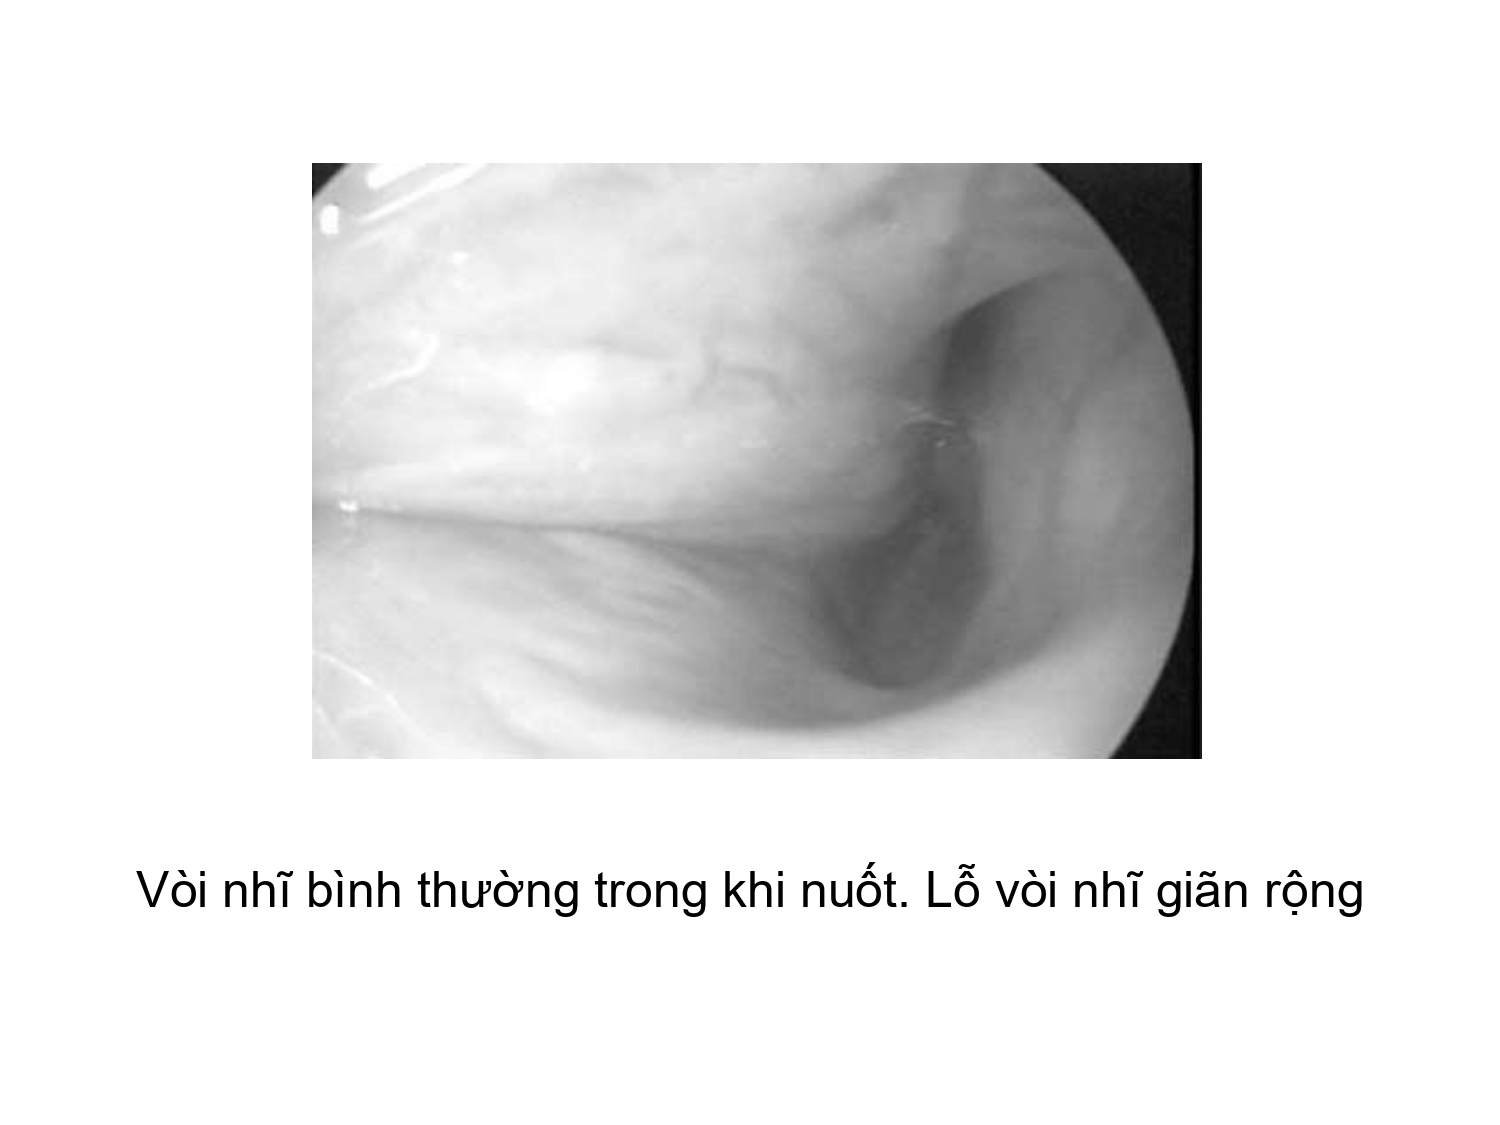 Vòi nhĩ bình thường trong khi nuốt. Lỗ vòi nhĩ giãn rộng